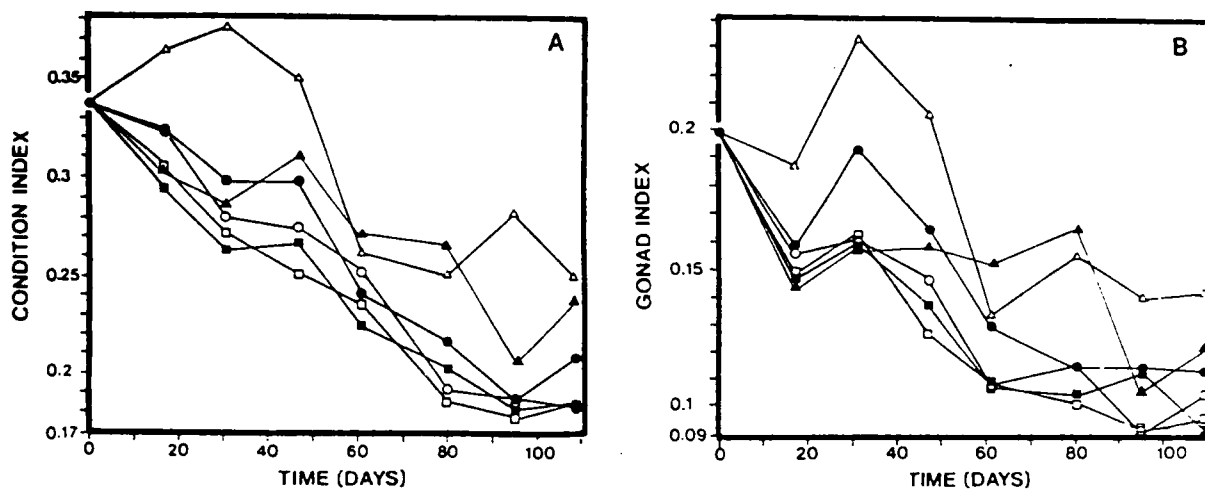 A
CONDITION INDEX
0.35
0.3
0.25
0.2
0.17
0 20 40 60 80 100
TIME (DAYS)
B
GONAD INDEX
0.2
0.15
0.1
0.09
0 20 40 60 80 100
TIME (DAYS)